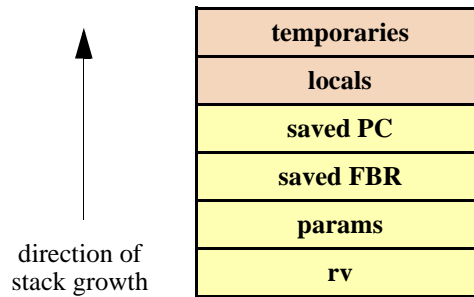 temporaries
locals
saved PC
saved FBR
params
rv
direction of
stack growth